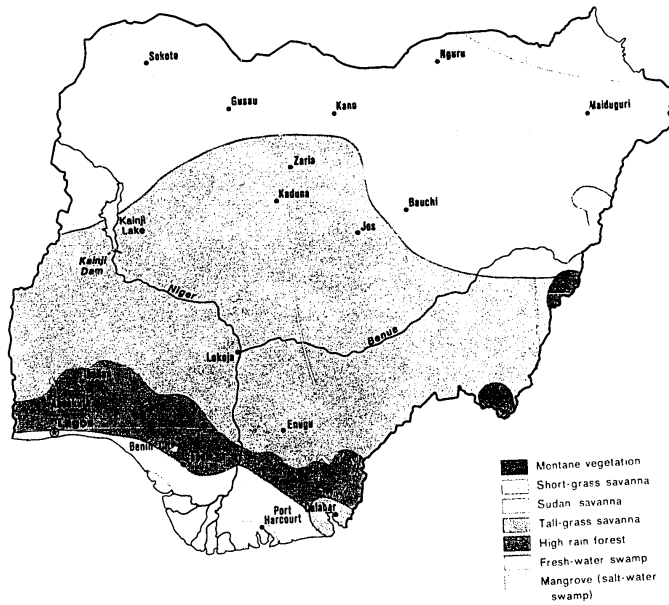 Sokoto
Nguru
Gusau
Kano
Maiduguri
Zaria
Kaduna
Bauchi
Kainji
Lake
Jos
Kainji
Dam
Niger
Benue
Lokoja
Ibadan
Lagos
Enugu
Benin
Port
Harcourt
Calabar
Montane vegetation
Short-grass savanna
Sudan savanna
Tall-grass savanna
High rain forest
Fresh-water swamp
Mangrove (salt-water
swamp)